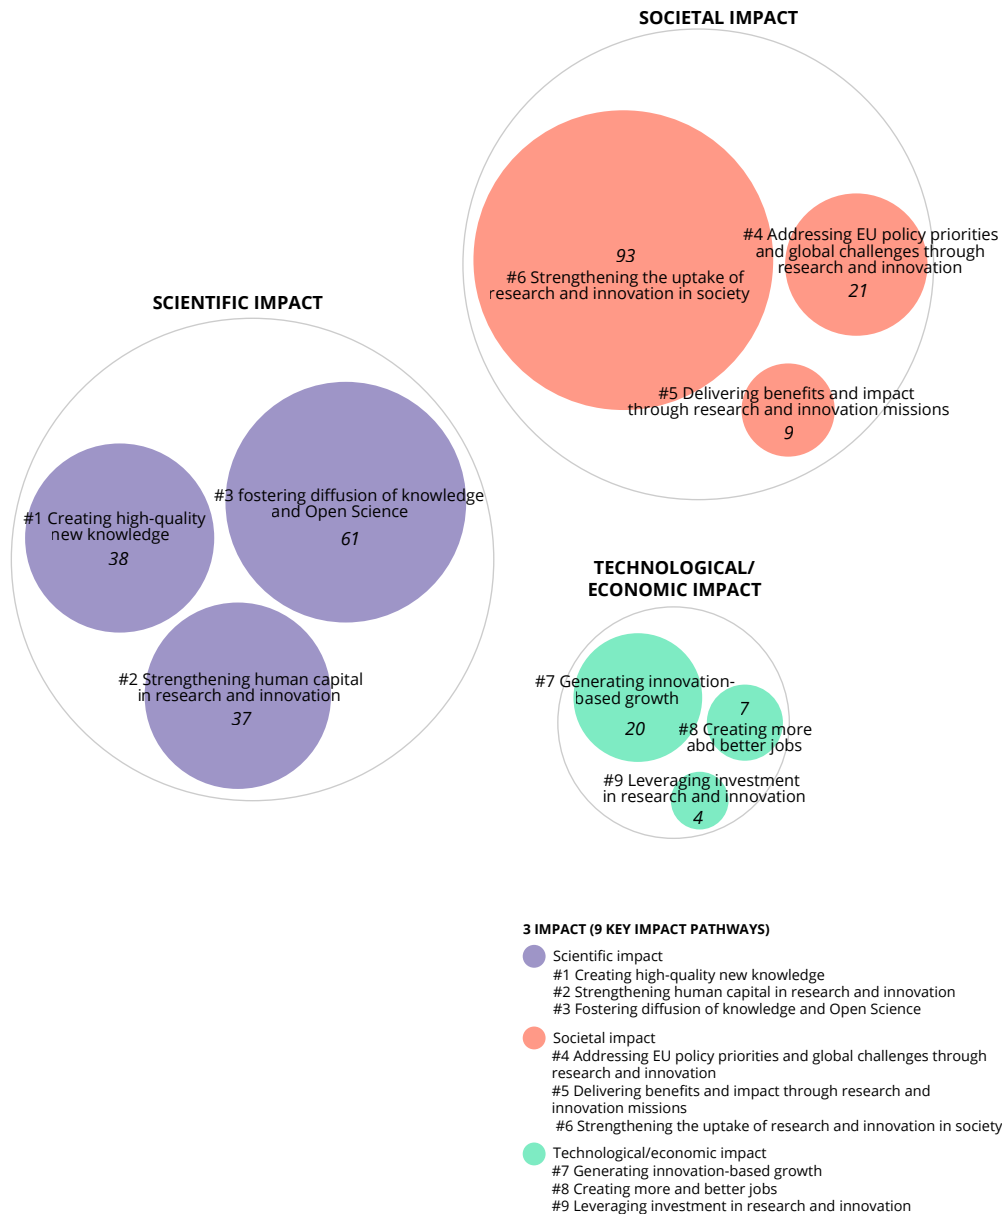 SOCIETAL IMPACT
93
#6 Strengthening the uptake of
research and innovation in society
#4 Addressing EU policy priorities
and global challenges through
research and innovation
21
#5 Delivering benefits and impact
through research and innovation missions
9
SCIENTIFIC IMPACT
#1 Creating high-quality
new knowledge
38
#3 fostering diffusion of knowledge
and Open Science
61
#2 Strengthening human capital
in research and innovation
37
TECHNOLOGICAL/
ECONOMIC IMPACT
#7 Generating innovation-
based growth
20
7
#8 Creating more
abd better jobs
#9 Leveraging investment
in research and innovation
4
3 IMPACT (9 KEY IMPACT PATHWAYS)
Scientific impact
#1 Creating high-quality new knowledge
#2 Strengthening human capital in research and innovation
#3 Fostering diffusion of knowledge and Open Science
Societal impact
#4 Addressing EU policy priorities and global challenges through
research and innovation
#5 Delivering benefits and impact through research and
innovation missions
#6 Strengthening the uptake of research and innovation in society
Technological/economic impact
#7 Generating innovation-based growth
#8 Creating more and better jobs
#9 Leveraging investment in research and innovation